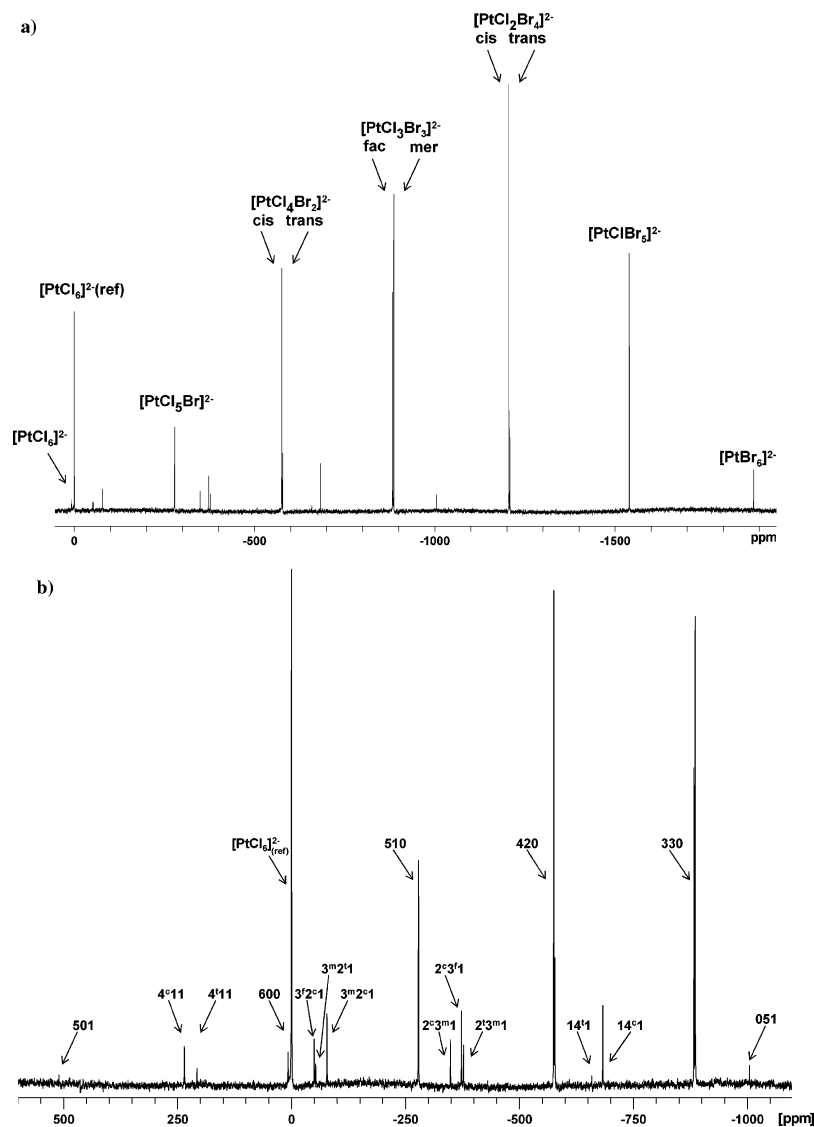 a)
[PtCl2Br4]2-
cis trans
[PtCl3Br3]2-
fac mer
[PtCl4Br2]2-
cis trans
[PtClBr5]2-
[PtCl6]2-(ref)
[PtCl5Br]2-
[PtCl6]2-
[PtBr6]2-
0 -500 -1000 -1500 ppm
b)
[PtCl6]2-(ref)
510 420 330
3m2t1 2c3f1
4c11 4t11 600 3f2c1 3m2c1
501 2c3m1 2t3m1 14t1 14c1 051
500 250 0 -250 -500 -750 -1000 [ppm]